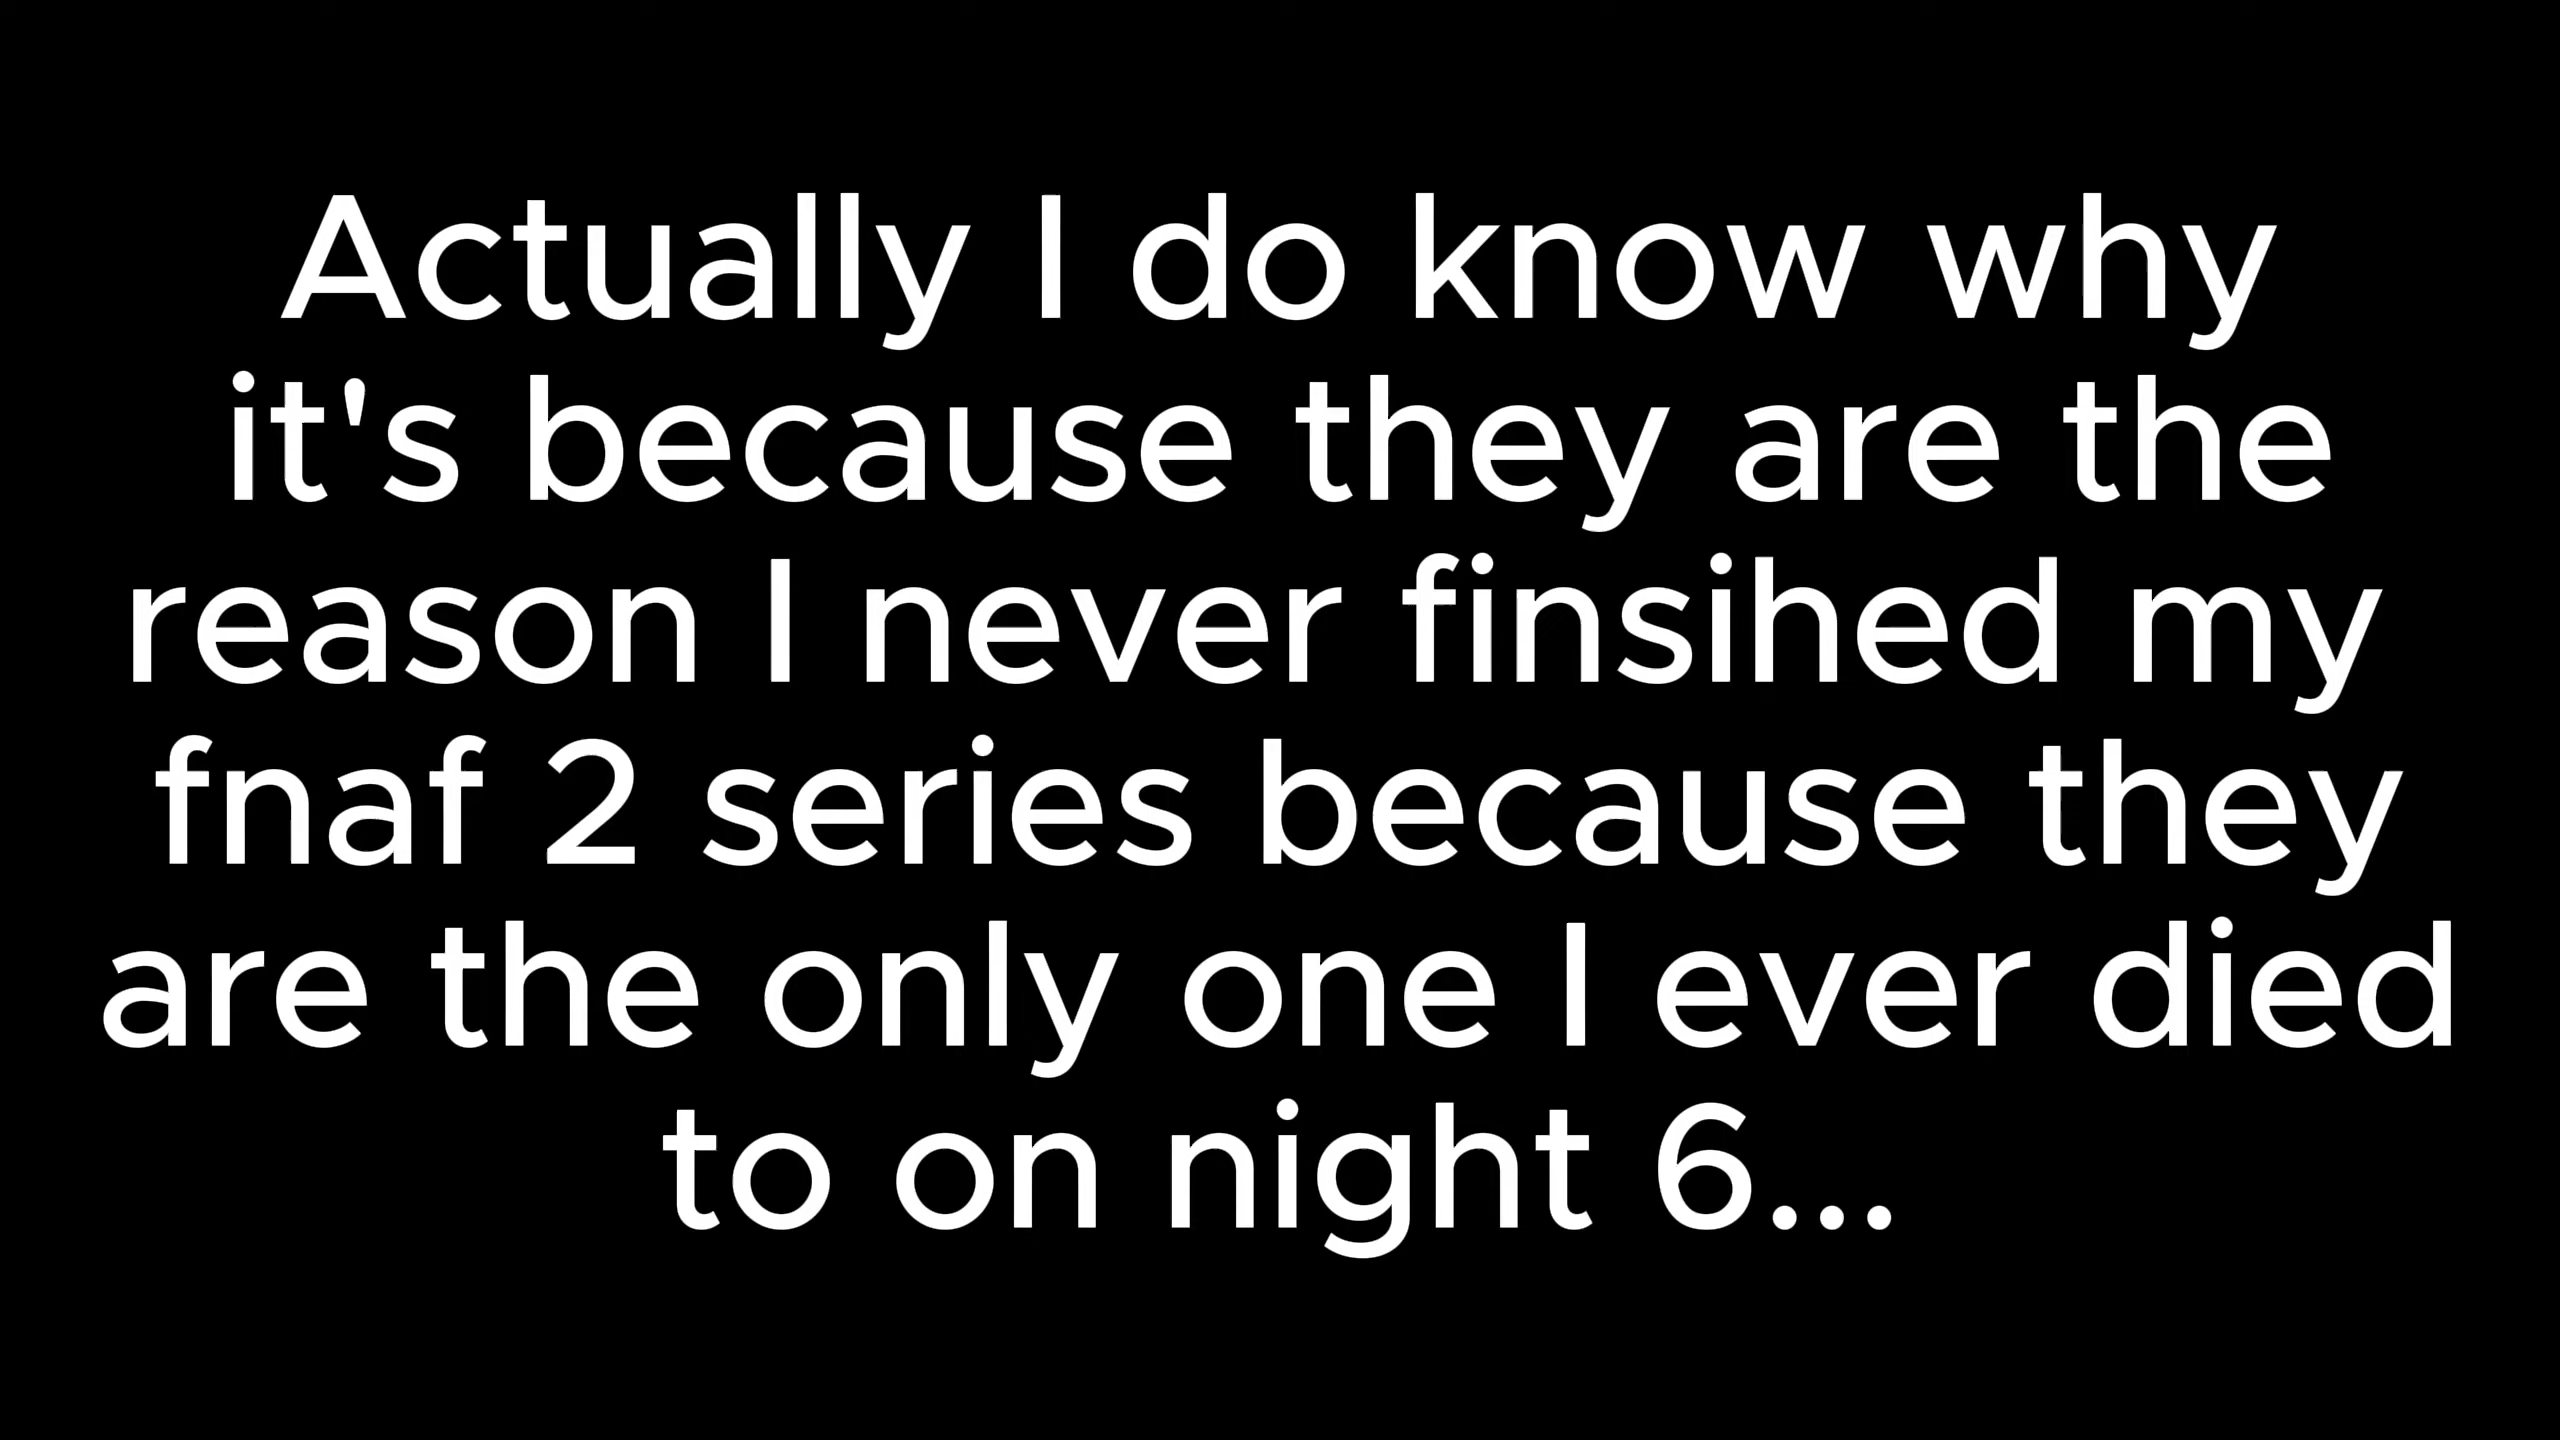 Actually I do know why
it's because they are the
reason I never finsihed my
fnaf 2 series because they
are the only one I ever died
to on night 6...